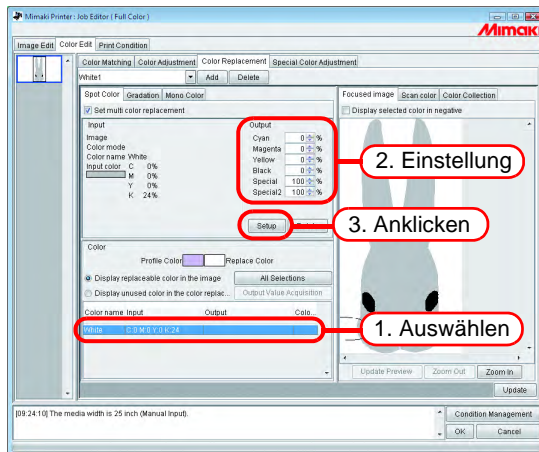 Mimaki Printer : Job Editor ( Full Color )
Mimaki
Image Edit Color Edit Print Condition
Color Matching Color Adjustment Color Replacement Special Color Adjustment
White1 Add Delete
Spot Color Gradation Mono Color
Focused image Scan color Color Collection
Set multi color replacement
Display selected color in negative
Input
Image
Color mode
Color name White
Input color C 0%
M 0%
Y 0%
K 24%
Output
Cyan 0 %
Magenta 0 %
Yellow 0 %
Black 0 %
Special 100 %
Special2 100 %
2. Einstellung
Setup
3. Anklicken
Color
Profile Color Replace Color
Display replaceable color in the image All Selections
Display unused color in the color replac... Output Value Acquisition
Color name Input Output Colo...
White C:0 M:0 Y:0 K:24
1. Auswählen
Update Preview Zoom Out Zoom In
Update
[09:24:10] The media width is 25 inch (Manual Input).
Condition Management
OK Cancel